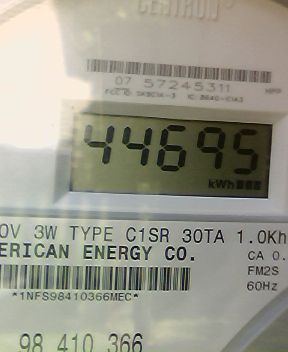 CENTRON®
07 57245311
44695
kWh
0V 3W TYPE C1SR 30TA 1.0Kh
ERICAN ENERGY CO.
CA 0.
FM2S
60Hz
*1NFS98410366MEC*
98 410 366